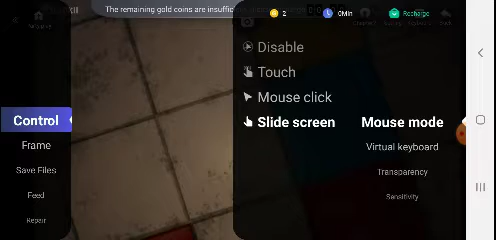 The remaining gold coins are insuffic
2
0Min
Recharge
Disable
Touch
Mouse click
Slide screen
Control
Frame
Save Files
Feed
Repair
Mouse mode
Virtual keyboard
Transparency
Sensitivity